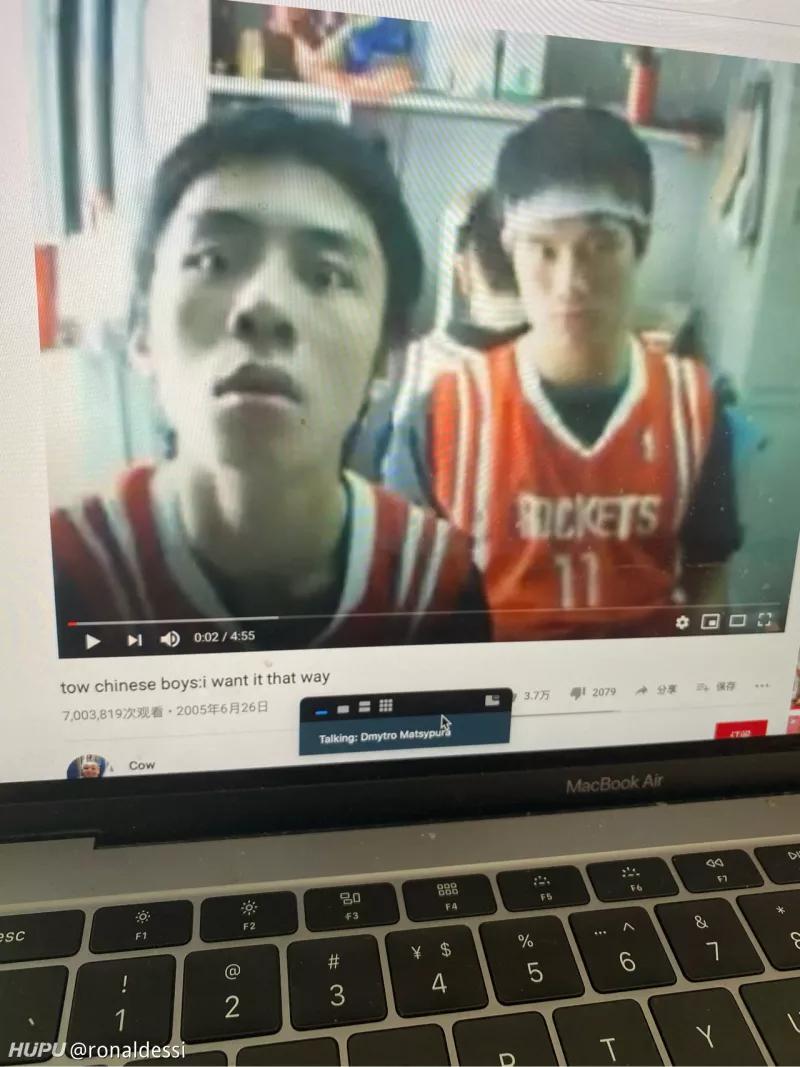 ROCKETS
11
0:02 / 4:55
tow chinese boys:i want it that way
7,003,819次观看・2005年6月26日
3.7万 2079 分享 保存 ...
Talking: Dmytro Matsypura
订阅
Cow
MacBook Air
esc F1 F2 F3 F4 F5 F6 F7
! @ # ¥ $ % … ^ & *
1 2 3 4 5 6 7 8
T Y U
HUPU @ronaldessi